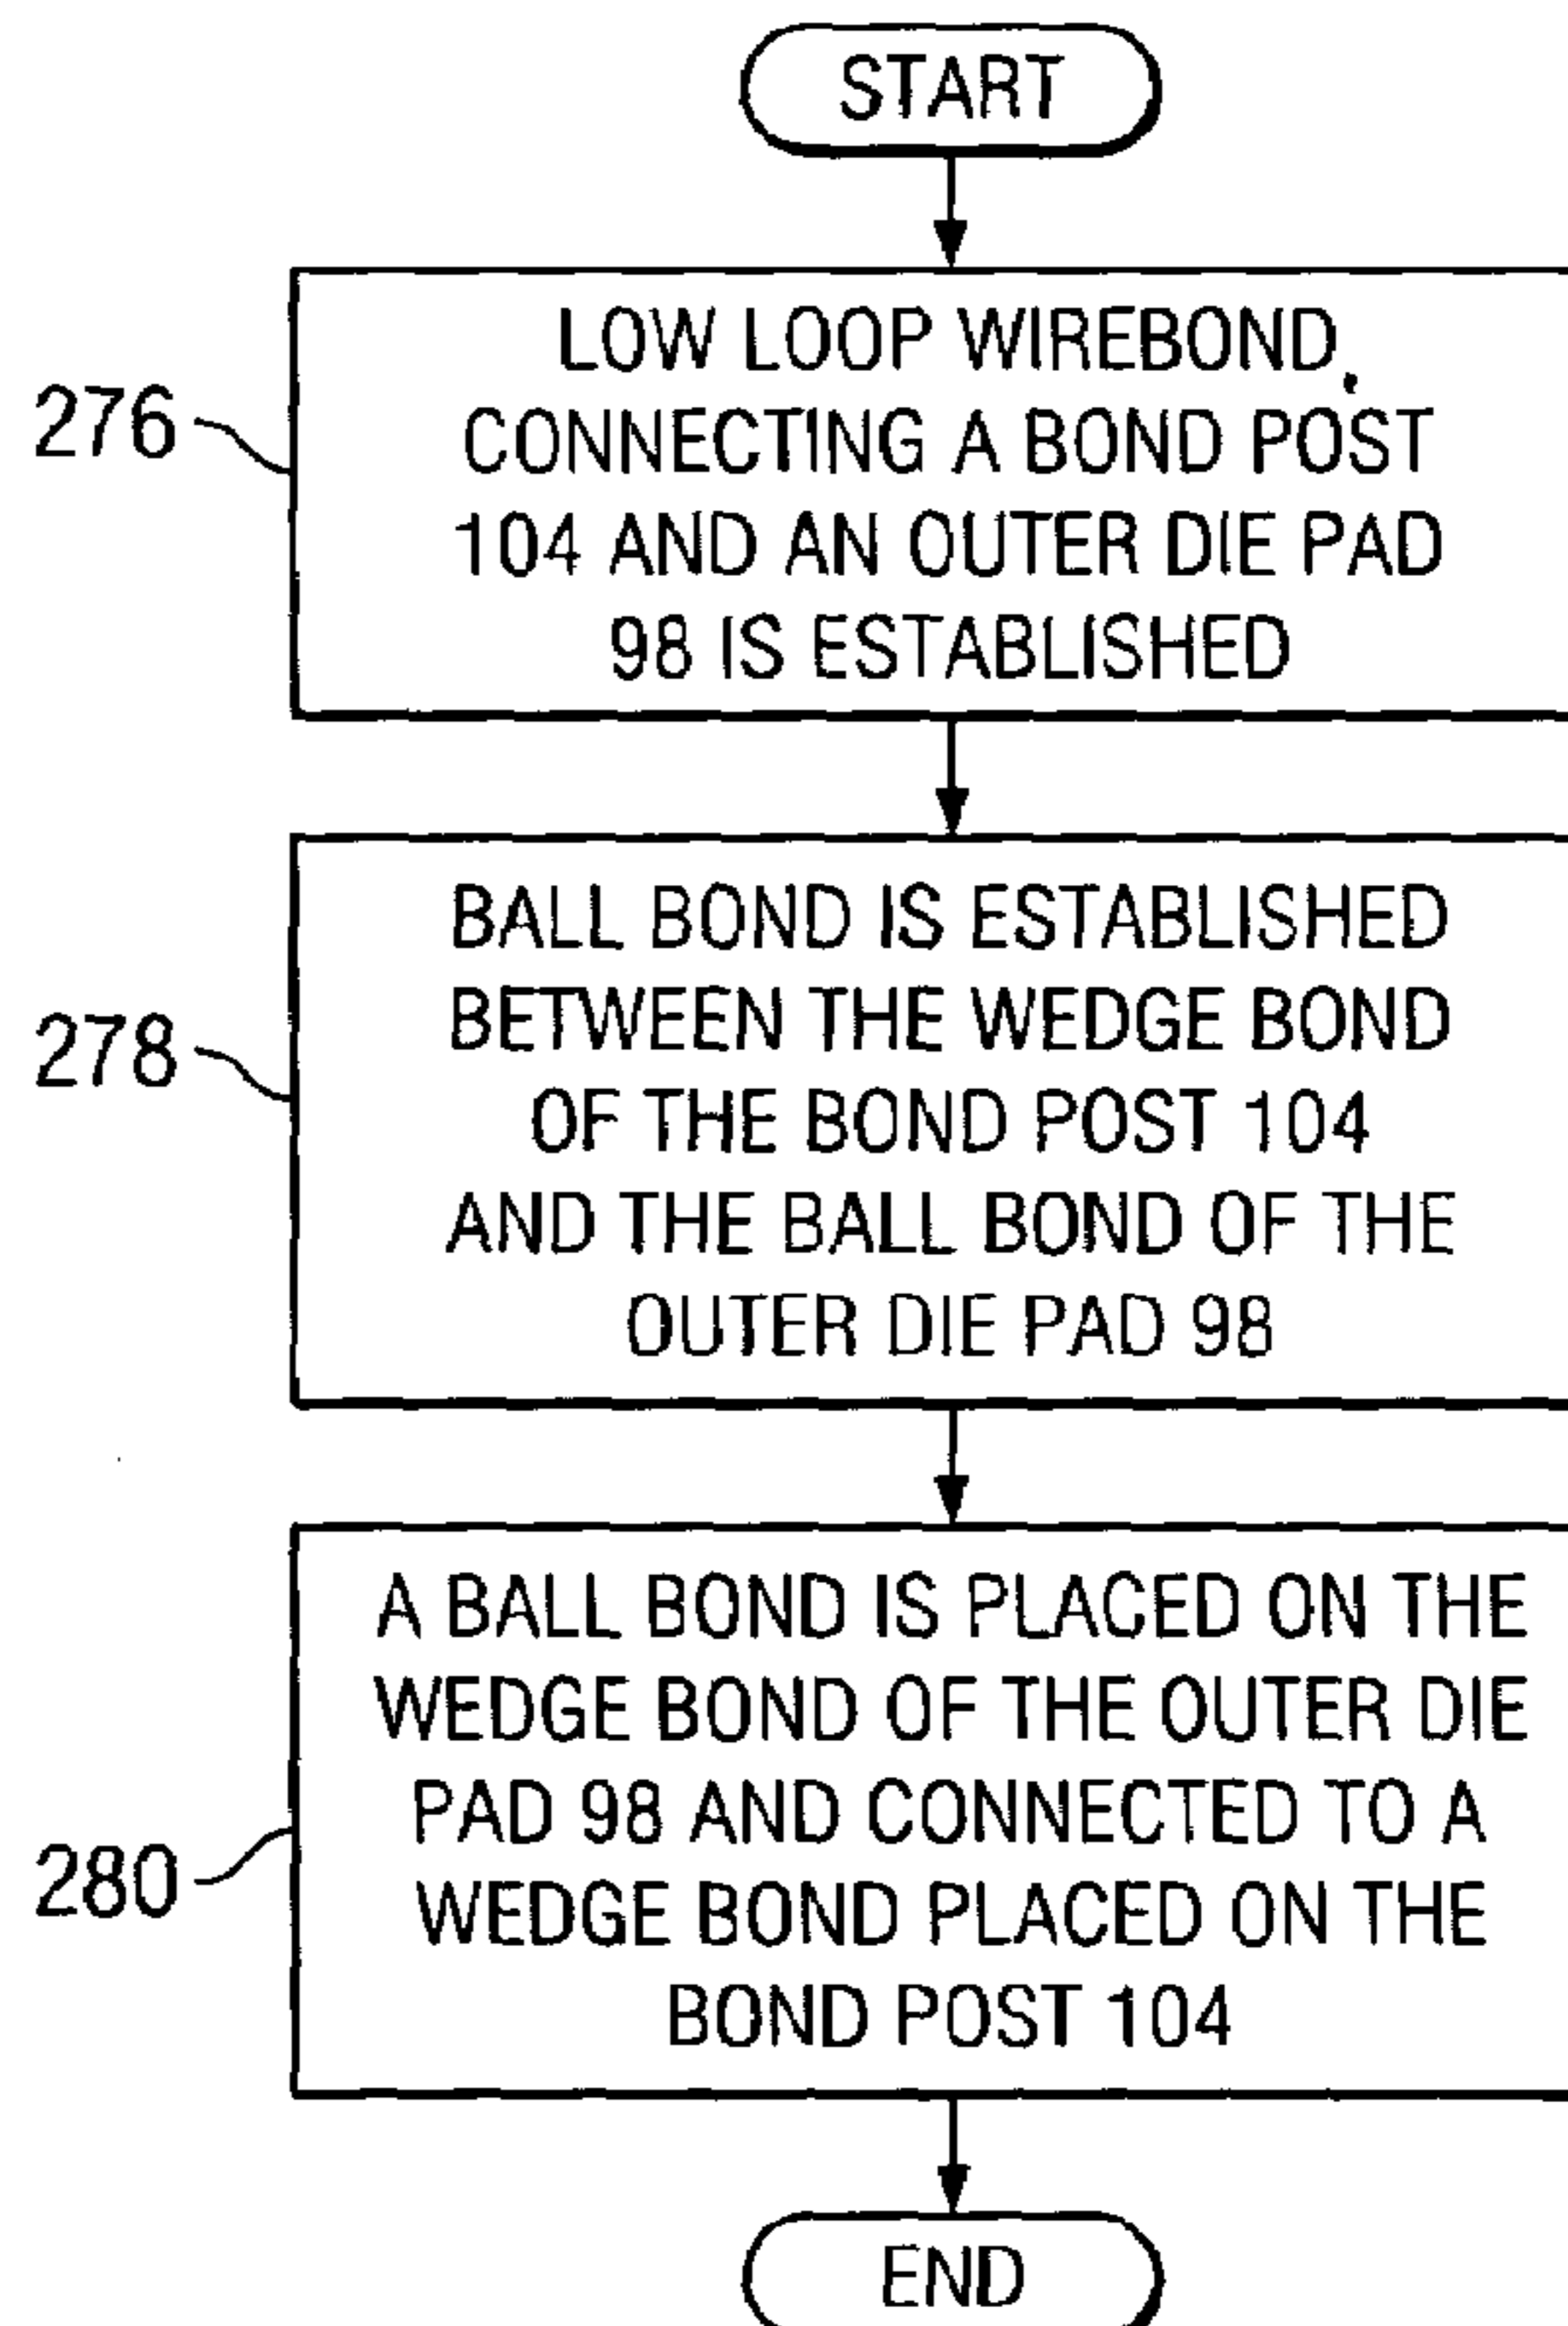 START
LOW LOOP WIREBOND,
CONNECTING A BOND POST
104 AND AN OUTER DIE PAD
98 IS ESTABLISHED
276
BALL BOND IS ESTABLISHED
BETWEEN THE WEDGE BOND
OF THE BOND POST 104
AND THE BALL BOND OF THE
OUTER DIE PAD 98
278
A BALL BOND IS PLACED ON THE
WEDGE BOND OF THE OUTER DIE
PAD 98 AND CONNECTED TO A
WEDGE BOND PLACED ON THE
BOND POST 104
280
END